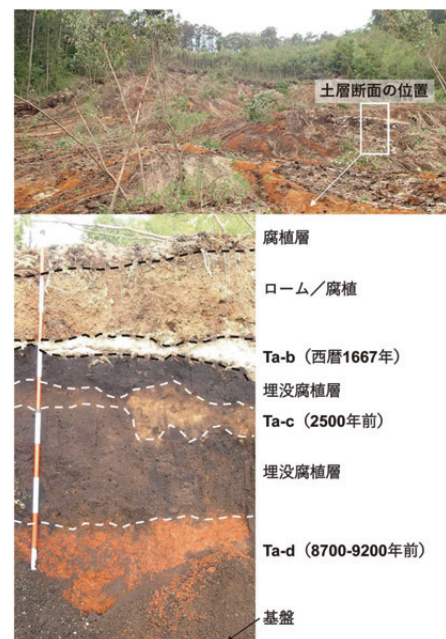 土層断面の位置
腐植層
ローム／腐植
Ta-b（西暦1667年）
埋没腐植層
Ta-c（2500年前）
埋没腐植層
Ta-d（8700-9200年前）
基盤